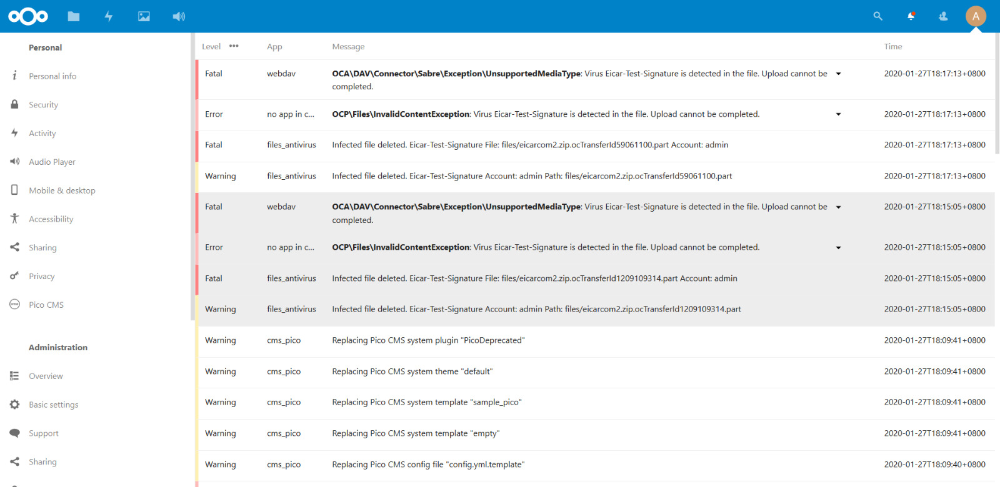 A
Personal
Personal info
Security
Activity
Audio Player
Mobile & desktop
Accessibility
Sharing
Privacy
www
Pico CMS
Administration
Overview
Basic settings
Support
Sharing
Level ••• App Message Time
Fatal webdav OCA\DAV\Connector\Sabre\Exception\UnsupportedMediaType: Virus Eicar-Test-Signature is detected in the file. Upload cannot be 2020-01-27T18:17:13+0800
completed.
Error no app in c... OCP\Files\InvalidContentException: Virus Eicar-Test-Signature is detected in the file. Upload cannot be completed. 2020-01-27T18:17:13+0800
Fatal files_antivirus Infected file deleted. Eicar-Test-Signature File: files/eicarcom2.zip.ocTransferId59061100.part Account: admin 2020-01-27T18:17:13+0800
Warning files_antivirus Infected file deleted. Eicar-Test-Signature Account: admin Path: files/eicarcom2.zip.ocTransferId59061100.part 2020-01-27T18:17:13+0800
Fatal webdav OCA\DAV\Connector\Sabre\Exception\UnsupportedMediaType: Virus Eicar-Test-Signature is detected in the file. Upload cannot be 2020-01-27T18:15:05+0800
completed.
Error no app in c... OCP\Files\InvalidContentException: Virus Eicar-Test-Signature is detected in the file. Upload cannot be completed. 2020-01-27T18:15:05+0800
Fatal files_antivirus Infected file deleted. Eicar-Test-Signature File: files/eicarcom2.zip.ocTransferId1209109314.part Account: admin 2020-01-27T18:15:05+0800
Warning files_antivirus Infected file deleted. Eicar-Test-Signature Account: admin Path: files/eicarcom2.zip.ocTransferId1209109314.part 2020-01-27T18:15:05+0800
Warning cms_pico Replacing Pico CMS system plugin "PicoDeprecated" 2020-01-27T18:09:41+0800
Warning cms_pico Replacing Pico CMS system theme "default" 2020-01-27T18:09:41+0800
Warning cms_pico Replacing Pico CMS system template "sample_pico" 2020-01-27T18:09:41+0800
Warning cms_pico Replacing Pico CMS system template "empty" 2020-01-27T18:09:41+0800
Warning cms_pico Replacing Pico CMS config file "config.yml.template" 2020-01-27T18:09:40+0800